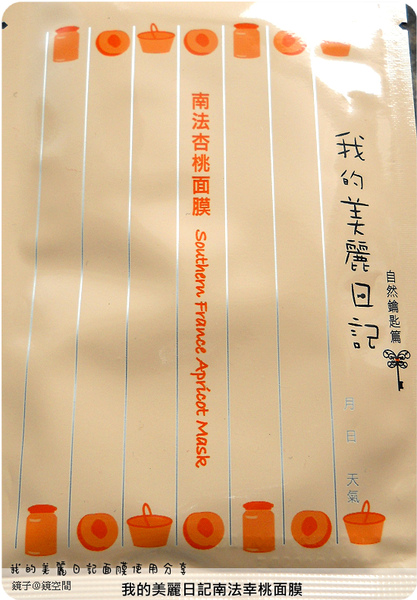 我的美麗日記
自然鑰匙篇
月 日 天氣
南法杏桃面膜 Southern France Apricot Mask
我的美麗日記面膜使用分享
鏡子@鏡空間
我的美麗日記南法幸桃面膜